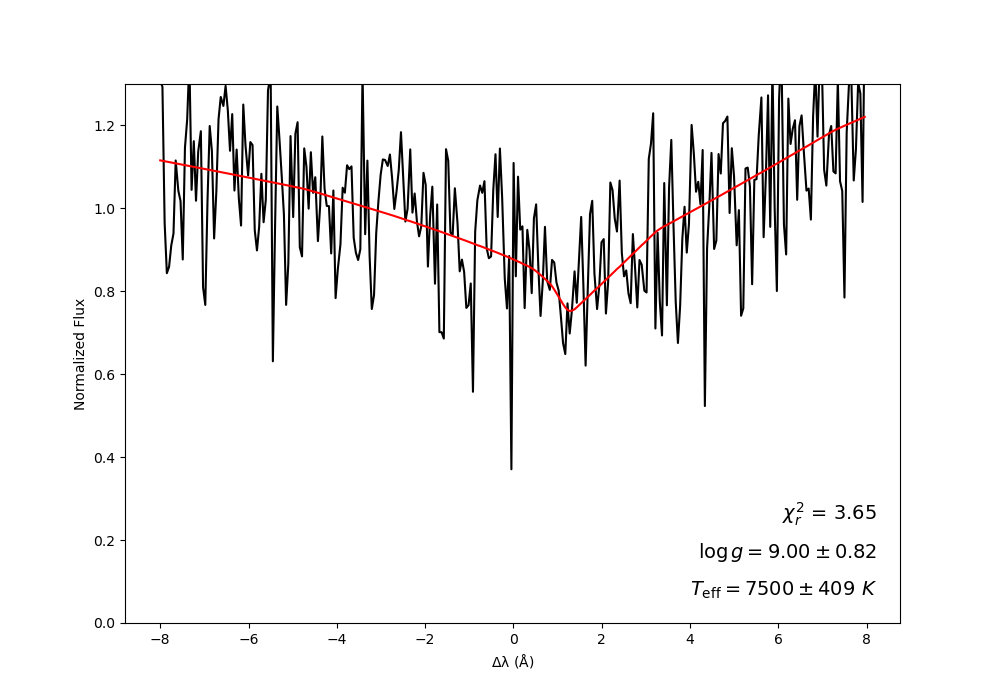 1.2
1.0
0.8
0.6
0.4
0.2
0.0
Normalized Flux
χ²ᵣ = 3.65
log g = 9.00 ± 0.82
T_eff = 7500 ± 409 K
−8 −6 −4 −2 0 2 4 6 8
Δλ (Å)